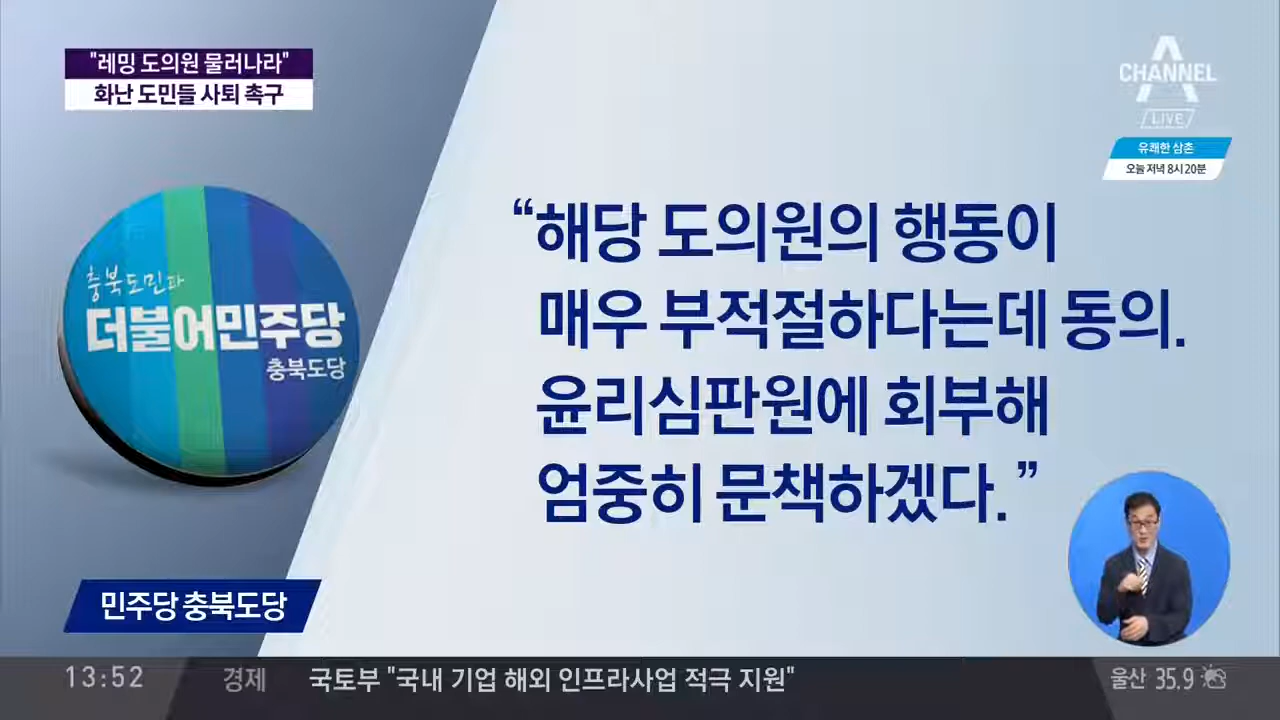 "레밍 도의원 물러나라"
화난 도민들 사퇴 촉구
CHANNEL A
LIVE
유쾌한 삼촌
오늘 저녁 8시 20분
충북도민과
더불어민주당
충북도당
“해당 도의원의 행동이
매우 부적절하다는데 동의.
윤리심판원에 회부해
엄중히 문책하겠다.”
민주당 충북도당
13:52 경제 국토부 "국내 기업 해외 인프라사업 적극 지원" 울산 35.9